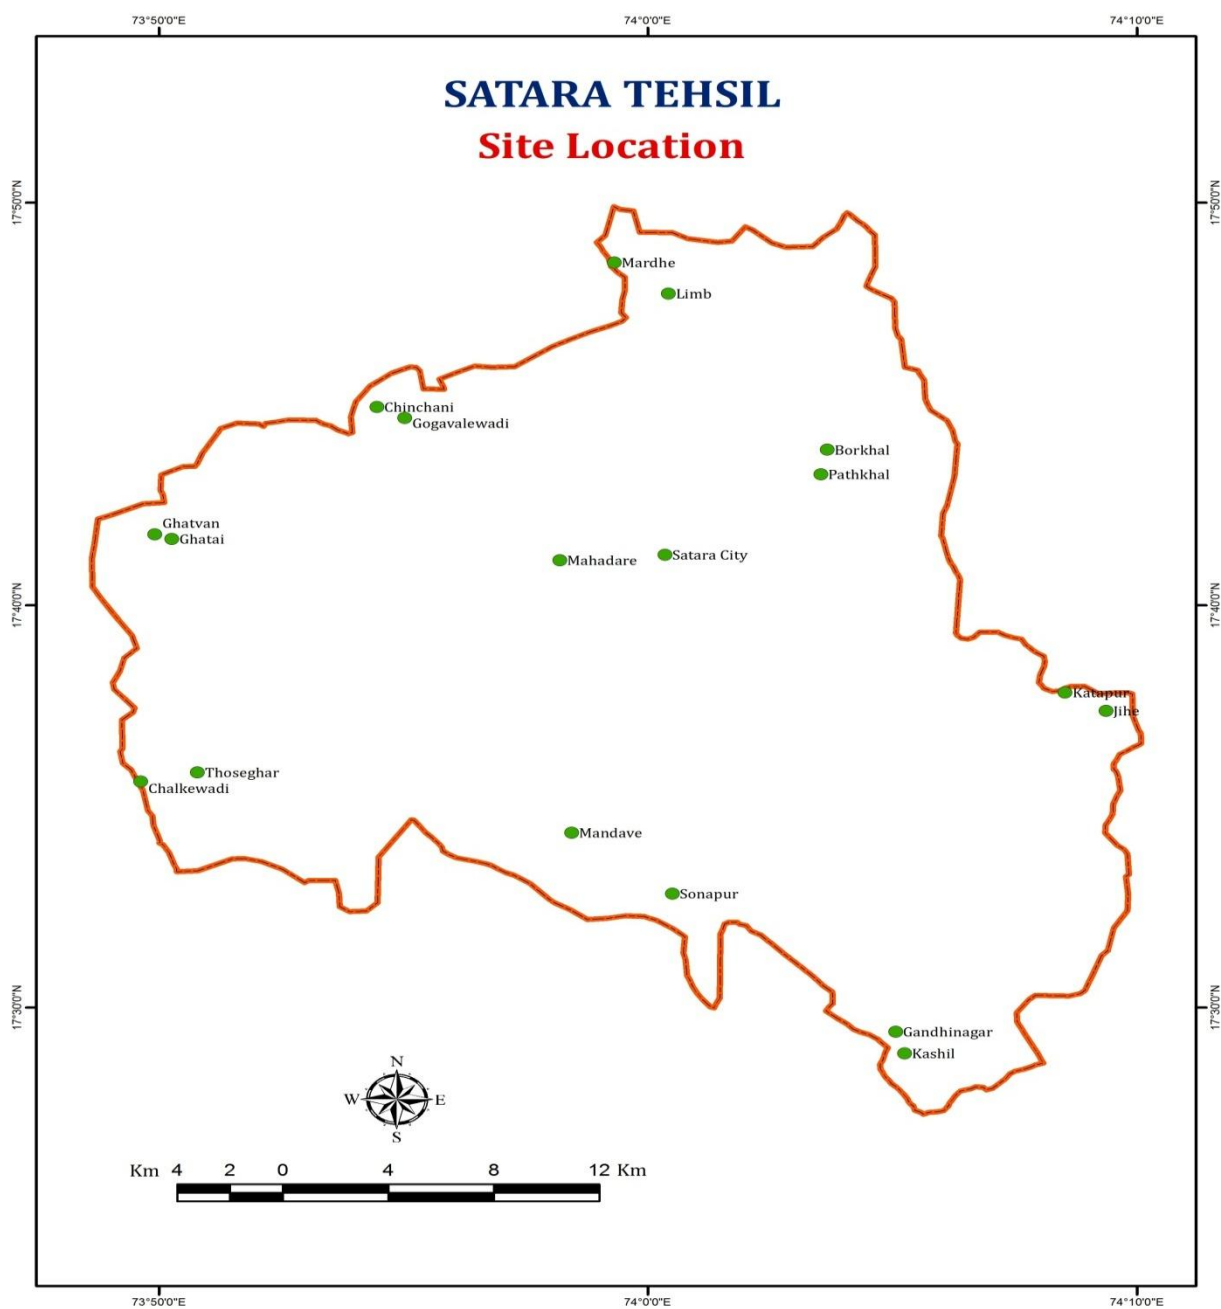 73°50'0"E 74°0'0"E 74°10'0"E
SATARA TEHSIL
Site Location
17°50'0"N 17°50'0"N
Mardhe
Limb
Chinchani
Gogavalewadi
Borkhal
Pathkhal
Ghatvan
Ghatai
Mahadare
Satara City
17°40'0"N 17°40'0"N
Katapur
Jihe
Thoseghar
Chalkewadi
Mandave
Sonapur
17°30'0"N 17°30'0"N
Gandhinagar
Kashil
N
W E
S
Km 4 2 0 4 8 12 Km
73°50'0"E 74°0'0"E 74°10'0"E